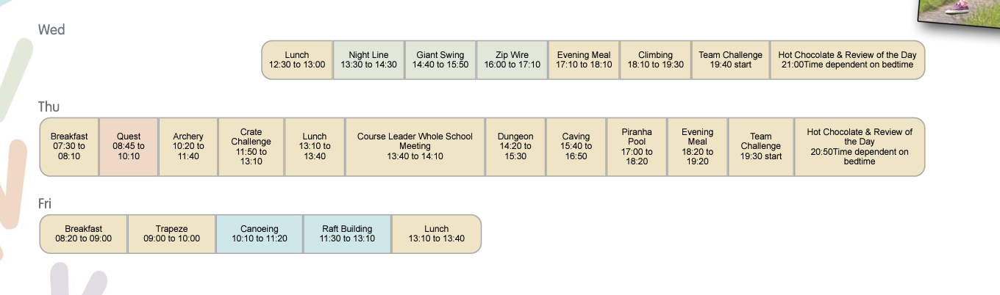 Wed
Lunch
12:30 to 13:00
Night Line
13:30 to 14:30
Giant Swing
14:40 to 15:50
Zip Wire
16:00 to 17:10
Evening Meal
17:10 to 18:10
Climbing
18:10 to 19:30
Team Challenge
19:40 start
Hot Chocolate & Review of the Day
21:00Time dependent on bedtime
Thu
Breakfast
07:30 to
08:10
Quest
08:45 to
10:10
Archery
10:20 to
11:40
Crate
Challenge
11:50 to
13:10
Lunch
13:10 to
13:40
Course Leader Whole School
Meeting
13:40 to 14:10
Dungeon
14:20 to
15:30
Caving
15:40 to
16:50
Piranha
Pool
17:00 to
18:20
Evening
Meal
18:20 to
19:20
Team
Challenge
19:30 start
Hot Chocolate & Review of
the Day
20:50Time dependent on
bedtime
Fri
Breakfast
08:20 to 09:00
Trapeze
09:00 to 10:00
Canoeing
10:10 to 11:20
Raft Building
11:30 to 13:10
Lunch
13:10 to 13:40